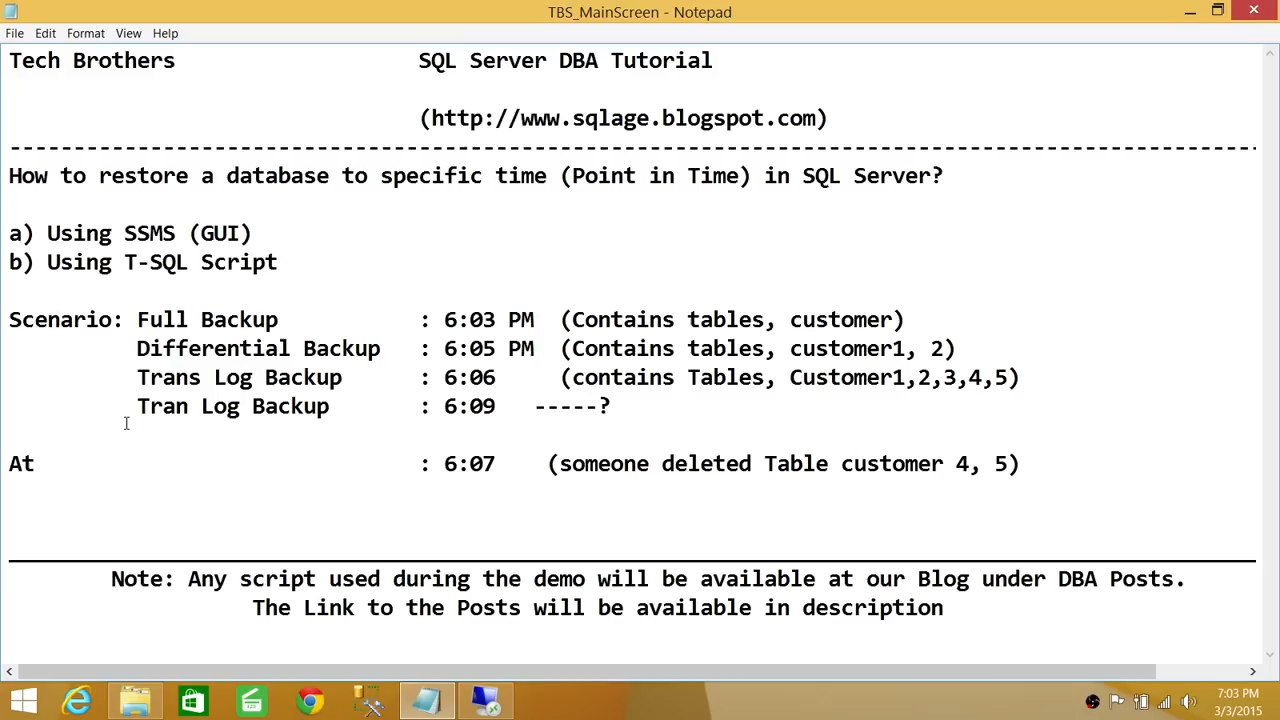 TBS_MainScreen - Notepad
File Edit Format View Help
Tech Brothers SQL Server DBA Tutorial
(http://www.sqlage.blogspot.com)
--------------------------------------------------------------------------------------------------
How to restore a database to specific time (Point in Time) in SQL Server?
a) Using SSMS (GUI)
b) Using T-SQL Script
Scenario: Full Backup : 6:03 PM (Contains tables, customer)
Differential Backup : 6:05 PM (Contains tables, customer1, 2)
Trans Log Backup : 6:06 (contains Tables, Customer1,2,3,4,5)
Tran Log Backup : 6:09 -----?
At : 6:07 (someone deleted Table customer 4, 5)
Note: Any script used during the demo will be available at our Blog under DBA Posts.
The Link to the Posts will be available in description
7:03 PM
3/3/2015